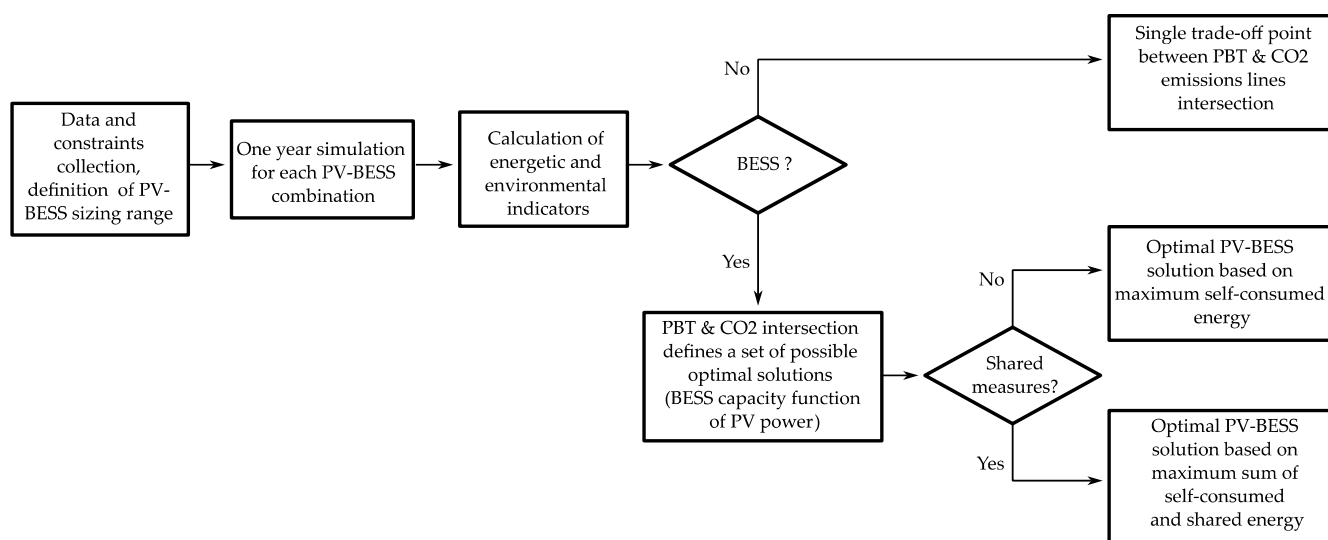 Data and
constraints
collection,
definition of PV-
BESS sizing range
One year simulation
for each PV-BESS
combination
Calculation of
energetic and
environmental
indicators
BESS ?
No
Single trade-off point
between PBT & CO2
emissions lines
intersection
Yes
PBT & CO2 intersection
defines a set of possible
optimal solutions
(BESS capacity function
of PV power)
Shared
measures?
No
Optimal PV-BESS
solution based on
maximum self-consumed
energy
Yes
Optimal PV-BESS
solution based on
maximum sum of
self-consumed
and shared energy